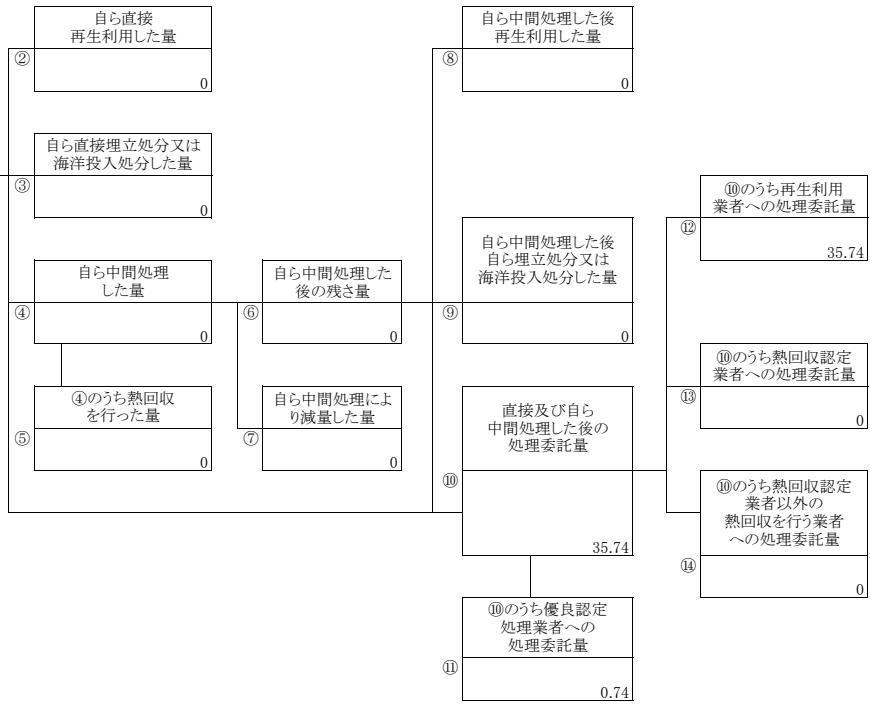 自ら直接
再生利用した量
②
0
自ら直接埋立処分又は
海洋投入処分した量
③
0
自ら中間処理
した量
④
0
④のうち熱回収
を行った量
⑤
0
自ら中間処理した
後の残さ量
⑥
0
自ら中間処理によ
り減量した量
⑦
0
自ら中間処理した後
再生利用した量
⑧
0
自ら中間処理した後
自ら埋立処分又は
海洋投入処分した量
⑨
0
直接及び自ら
中間処理した後の
処理委託量
⑩
35.74
⑩のうち優良認定
処理業者への
処理委託量
⑪
0.74
⑩のうち再生利用
業者への処理委託量
⑫
35.74
⑩のうち熱回収認定
業者への処理委託量
⑬
0
⑩のうち熱回収認定
業者以外の
熱回収を行う業者
への処理委託量
⑭
0